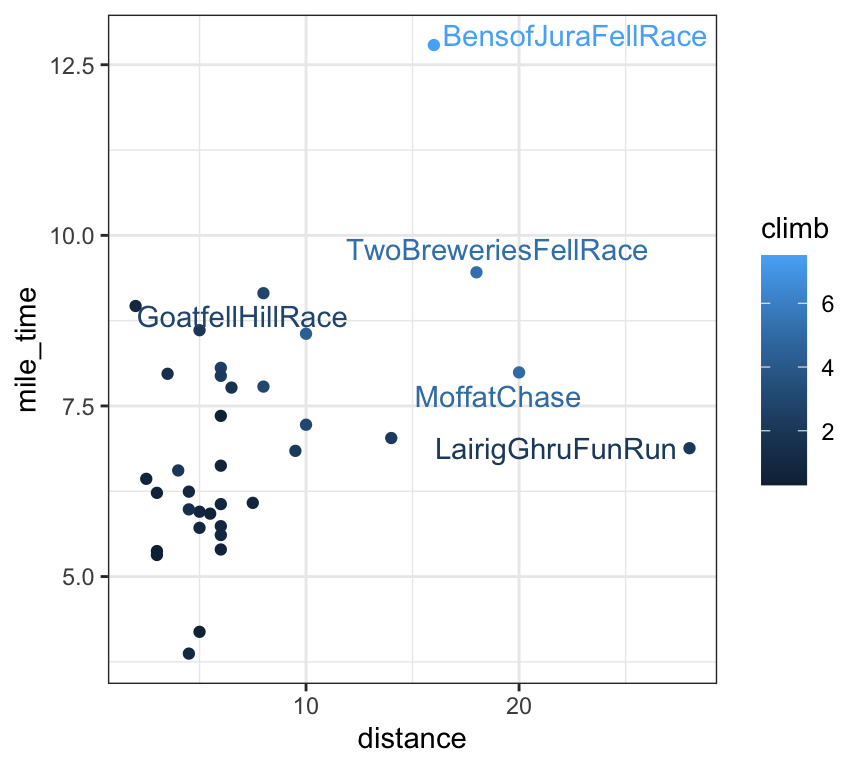 BensofJuraFellRace
12.5
10.0
TwoBreweriesFellRace
GoatfellHillRace
7.5
MoffatChase
LairigGhruFunRun
5.0
10
20
distance
mile_time
climb
6
4
2